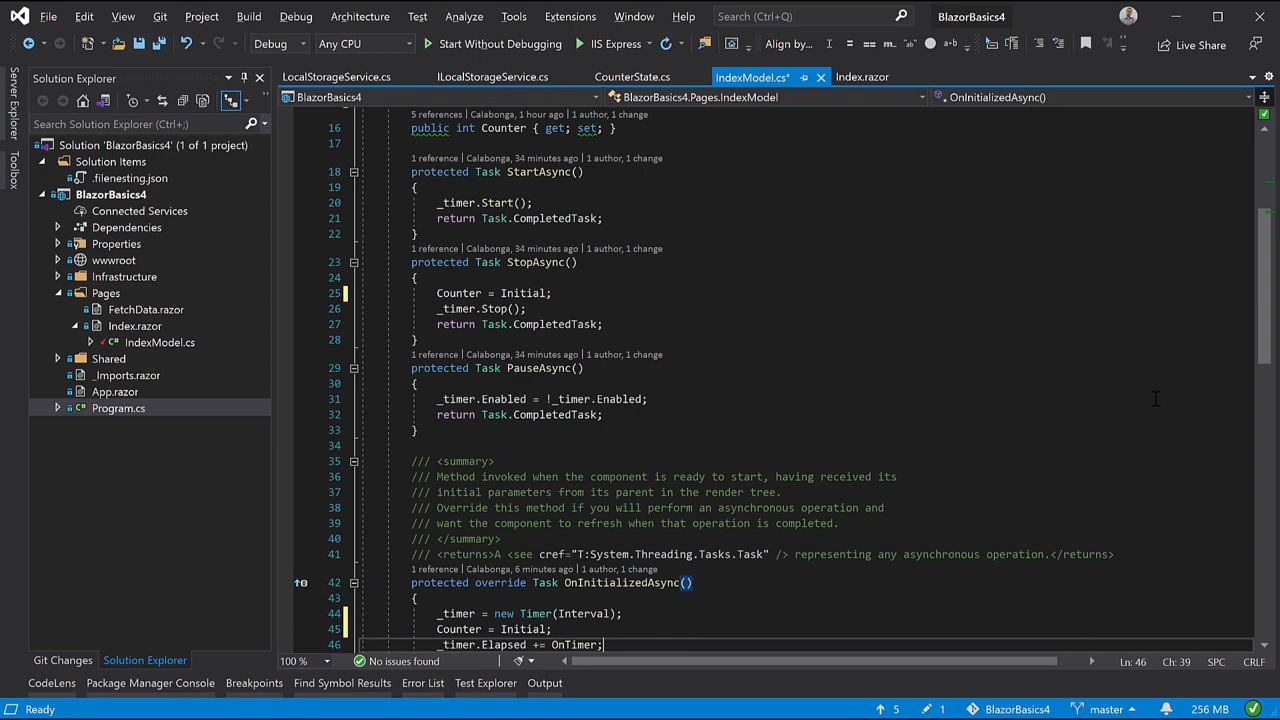 File Edit View Git Project Build Debug Architecture Test Analyze Tools Extensions Window Help Search (Ctrl+Q) BlazorBasics4
Debug Any CPU Start Without Debugging IIS Express Align by... Live Share
Server Explorer
Toolbox
Solution Explorer
Search Solution Explorer (Ctrl+;)
Solution 'BlazorBasics4' (1 of 1 project)
Solution Items
.filenesting.json
BlazorBasics4
Connected Services
Dependencies
Properties
wwwroot
Infrastructure
Pages
FetchData.razor
Index.razor
IndexModel.cs
Shared
_Imports.razor
App.razor
Program.cs
Git Changes Solution Explorer
LocalStorageService.cs ILocalStorageService.cs CounterState.cs IndexModel.cs* Index.razor
BlazorBasics4 BlazorBasics4.Pages.IndexModel OnInitializedAsync()
5 references | Calabonga, 1 hour ago | 1 author, 1 change
16 public int Counter { get; set; }
17
1 reference | Calabonga, 34 minutes ago | 1 author, 1 change
18 protected Task StartAsync()
19 {
20 _timer.Start();
21 return Task.CompletedTask;
22 }
1 reference | Calabonga, 34 minutes ago | 1 author, 1 change
23 protected Task StopAsync()
24 {
25 Counter = Initial;
26 _timer.Stop();
27 return Task.CompletedTask;
28 }
1 reference | Calabonga, 34 minutes ago | 1 author, 1 change
29 protected Task PauseAsync()
30 {
31 _timer.Enabled = !_timer.Enabled;
32 return Task.CompletedTask;
33 }
34
35 /// <summary>
36 /// Method invoked when the component is ready to start, having received its
37 /// initial parameters from its parent in the render tree.
38 /// Override this method if you will perform an asynchronous operation and
39 /// want the component to refresh when that operation is completed.
40 /// </summary>
41 /// <returns>A <see cref="T:System.Threading.Tasks.Task" /> representing any asynchronous operation.</returns>
1 reference | Calabonga, 6 minutes ago | 1 author, 1 change
42 protected override Task OnInitializedAsync()
43 {
44 _timer = new Timer(Interval);
45 Counter = Initial;
46 _timer.Elapsed += OnTimer;
100 % No issues found Ln: 46 Ch: 39 SPC CRLF
CodeLens Package Manager Console Breakpoints Find Symbol Results Error List Test Explorer Output
Ready 5 1 BlazorBasics4 master 256 MB